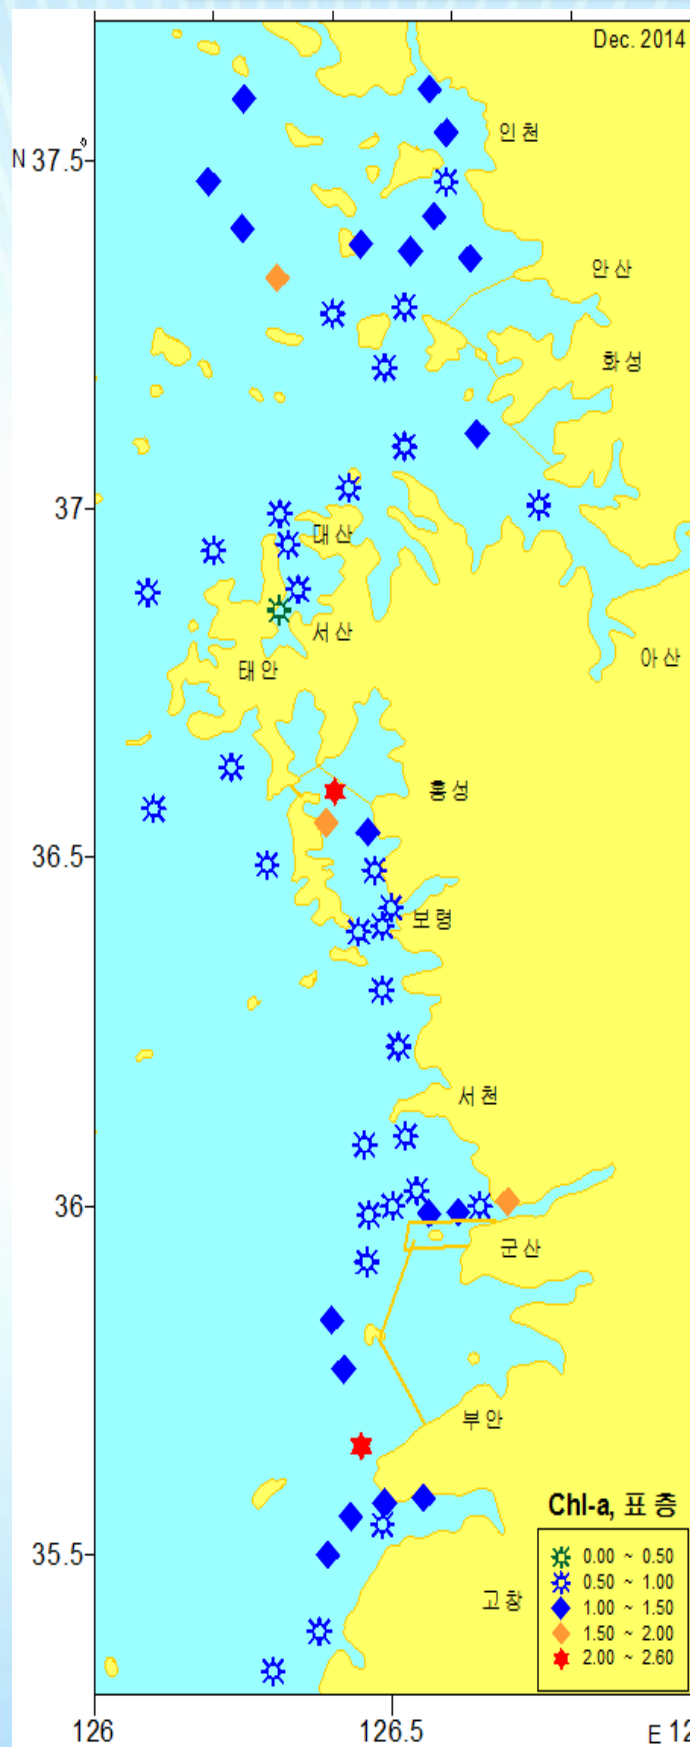 Dec. 2014
인천
N 37.5°
안산
화성
37
대산
서산
아산
태안
홍성
36.5
보령
서천
36
군산
부안
Chl-a, 표층
0.00 ~ 0.50
35.5
0.50 ~ 1.00
고창
1.00 ~ 1.50
1.50 ~ 2.00
2.00 ~ 2.60
126
126.5
E 12